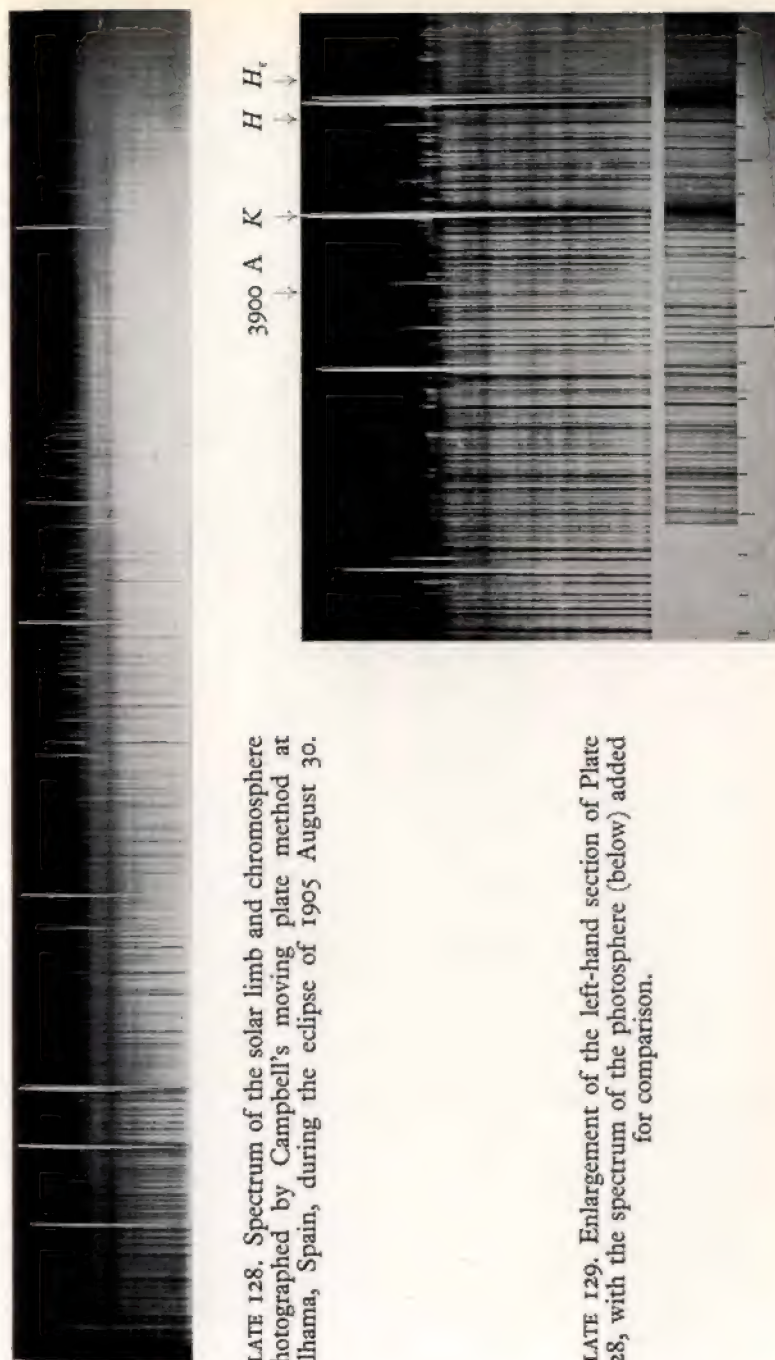 LATE 128. Spectrum of the solar limb and chromosphere
hotographed by Campbell's moving plate method at
lhama, Spain, during the eclipse of 1905 August 30.
3900 A K H Hε
LATE 129. Enlargement of the left-hand section of Plate
28, with the spectrum of the photosphere (below) added
for comparison.